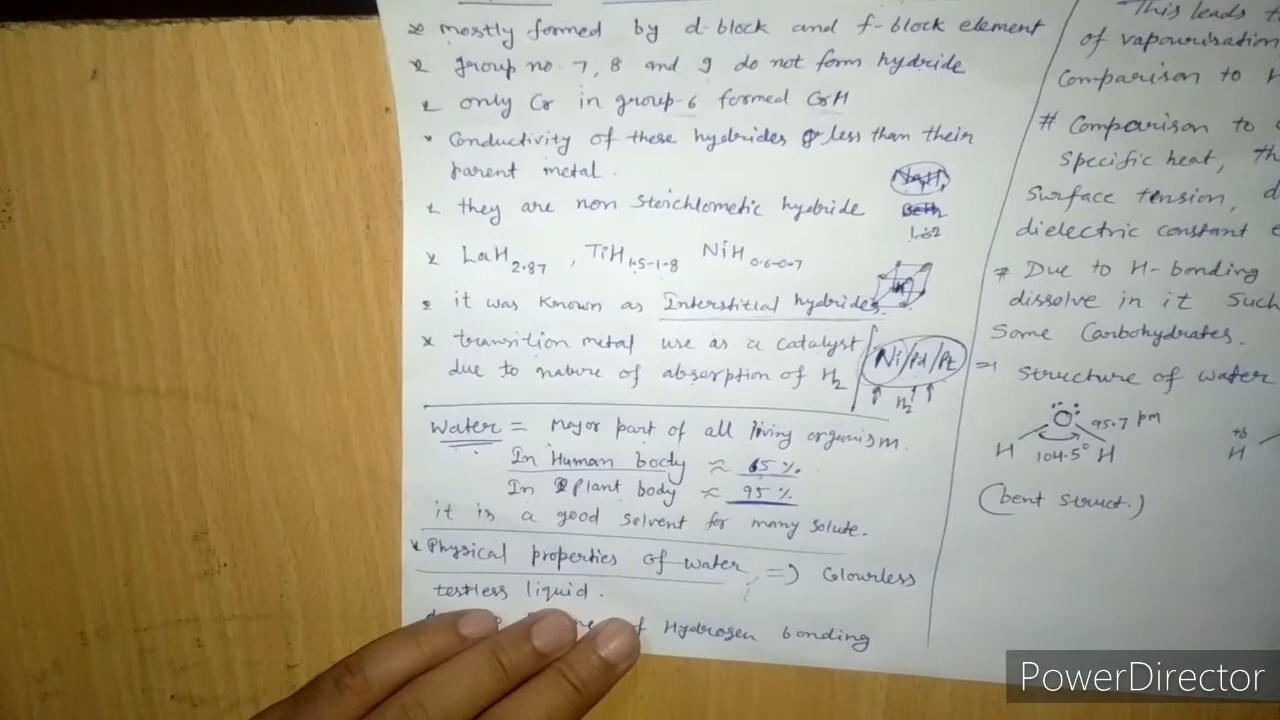 * mostly formed by d-block and f-block element
* group no 7, 8 and 9 do not form hydride
* only Cr in group-6 formed CrH
* Conductivity of these hydrides less than their
parent metal.
* they are non Stoichlometic hybride
1.02
* LaH2.87 , TiH1.5-1-8 NiH0.6-0-7
* it was known as Interstitial hydrides.
* transition metal use as a catalyst
due to nature of absorption of H2
Ni/Pd/Pt
H2
Water = Major part of all living organism.
In Human body ≈ 65 %.
In Plant body ≈ 95 %
it is a good solvent for many solute.
* Physical properties of water => Colourless
testless liquid.
of Hydrogen bonding
This leads
of vapourisation
Comparison to
# Comparison to
Specific heat,
Surface tension,
dielectric constant
# Due to H-bonding
dissolve in it Such
Some Carbohydrates.
=> Structure of water
O 95.7 pm
H 104.5° H
+δ
H
(bent struct.)
PowerDirector